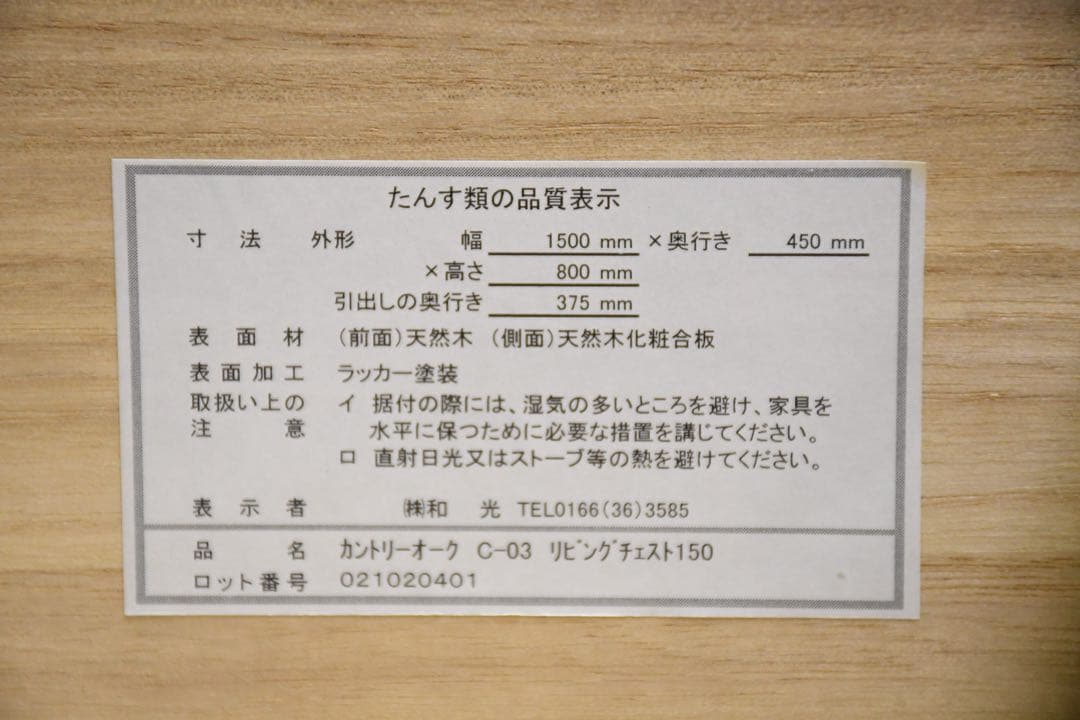 たんす類の品質表示
寸法 外形 幅 1500 mm ×奥行き 450 mm
×高さ 800 mm
引出しの奥行き 375 mm
表面材 (前面)天然木 (側面)天然木化粧合板
表面加工 ラッカー塗装
取扱い上の イ 据付の際には、湿気の多いところを避け、家具を
注意 水平に保つために必要な措置を講じてください。
ロ 直射日光又はストーブ等の熱を避けてください。
表示者 ㈱和 光 TEL0166(36)3585
品名 カントリーオーク C-03 リビングチェスト150
ロット番号 021020401